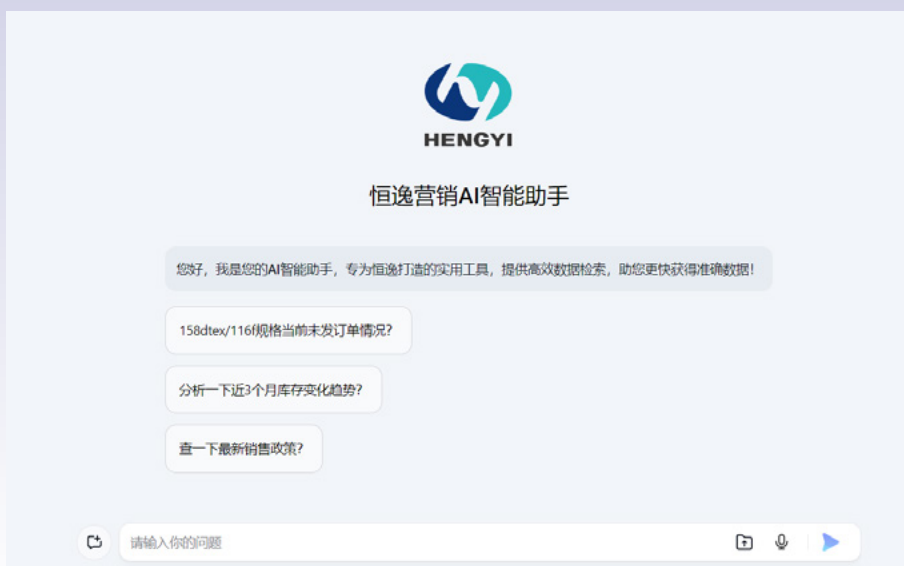 HENGYI
恒逸营销AI智能助手
您好，我是您的AI智能助手，专为恒逸打造的实用工具，提供高效数据检索，助您更快获得准确数据！
158dtex/116f规格当前未发订单情况？
分析一下近3个月库存变化趋势？
查一下最新销售政策？
请输入你的问题